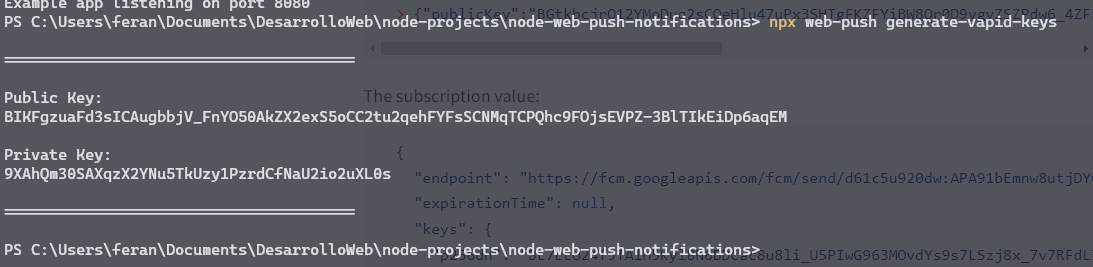 Example app listening on port 8080
PS C:\Users\feran\Documents\DesarrolloWeb\node-projects\node-web-push-notifications> npx web-push generate-vapid-keys
=======================================
Public Key:
BIKFgzuaFd3sICAugbbjV_FnYO50AkZX2exS5oCC2tu2qehFYFsSCNMqTCPQhc9FOjsEVPZ-3BlTIkEiDp6aqEM
The subscription value:
Private Key:
9XAhQm30SAXqzX2YNu5TkUzy1PzrdCfNaU2io2uXL0s
{
"endpoint": "https://fcm.googleapis.com/fcm/send/d61c5u920dw:APA91bEmnw8utjDY
"expirationTime": null,
"keys": {
=======================================
PS C:\Users\feran\Documents\DesarrolloWeb\node-projects\node-web-push-notifications>